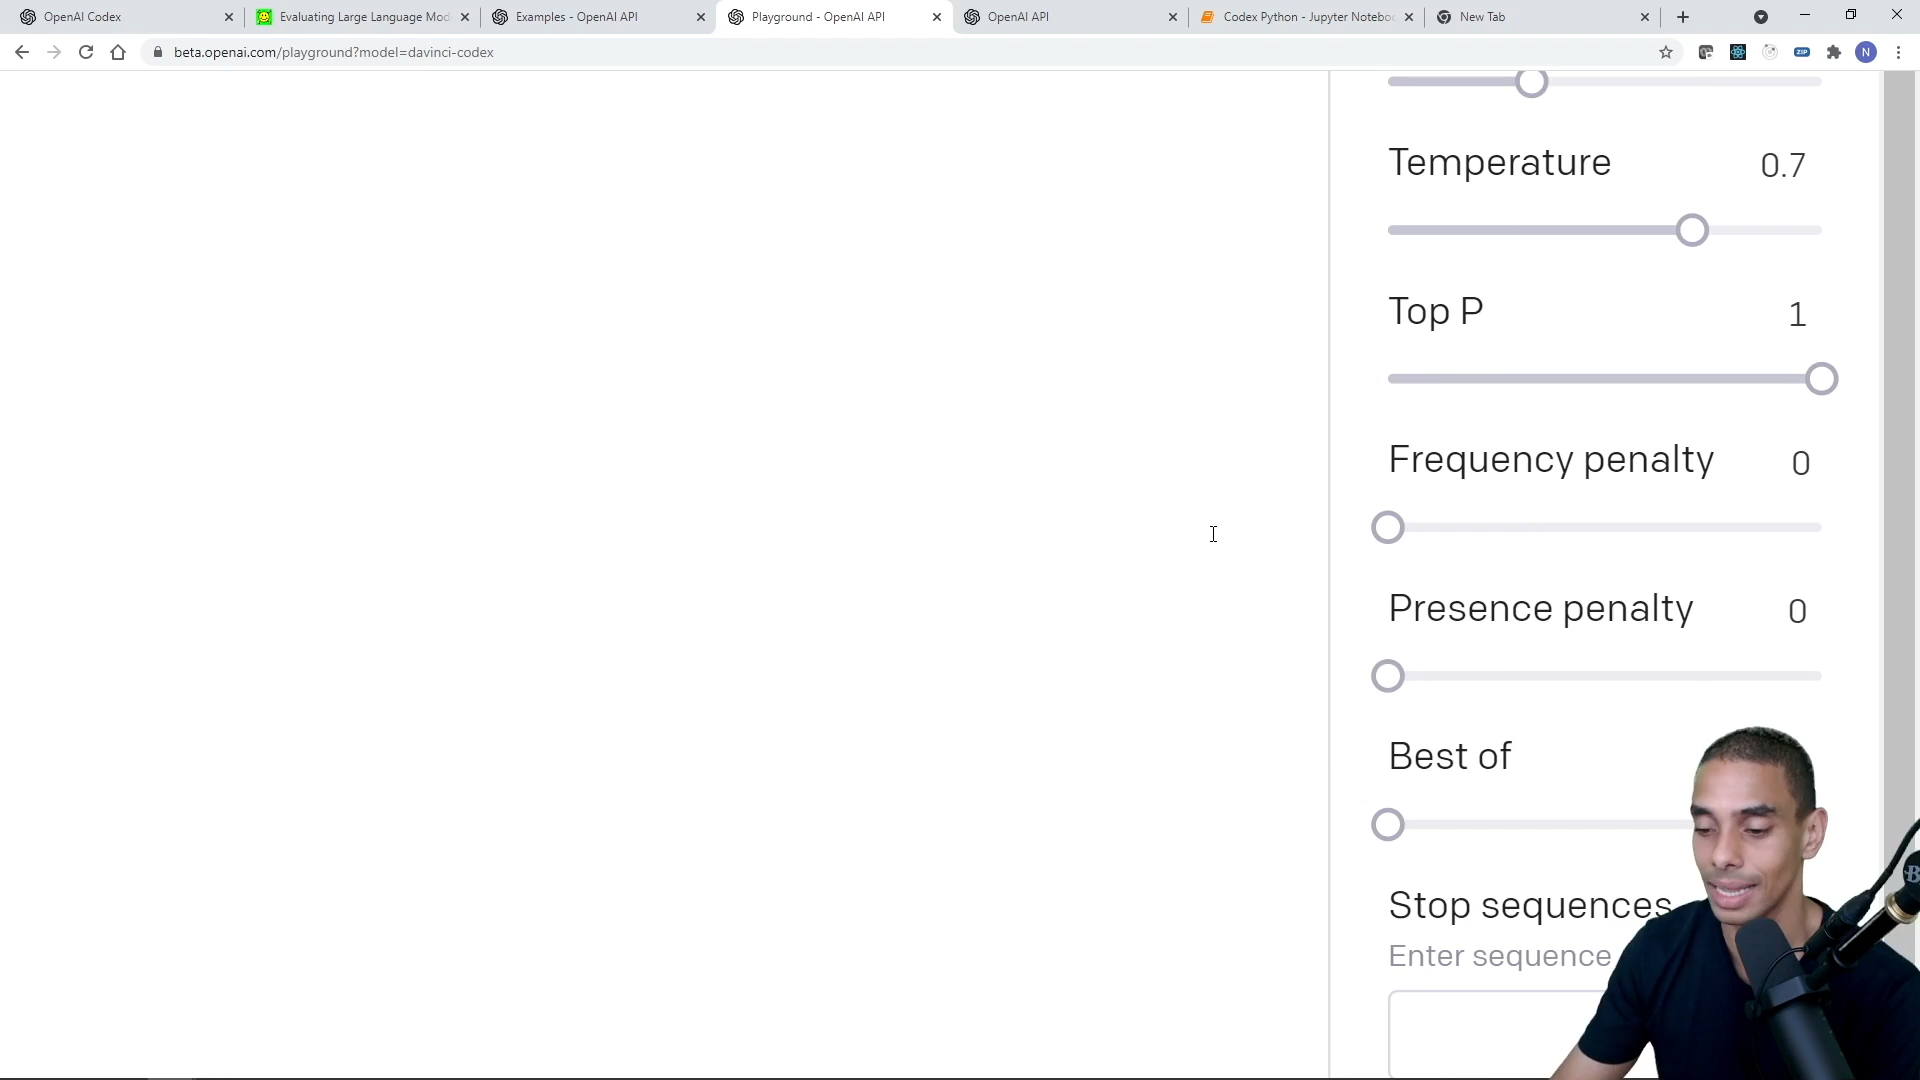 OpenAI Codex
Evaluating Large Language Mod
Examples - OpenAI API
Playground - OpenAI API
OpenAI API
Codex Python - Jupyter Noteboo
New Tab
beta.openai.com/playground?model=davinci-codex
ZIP
N
Temperature 0.7
Top P 1
Frequency penalty 0
Presence penalty 0
Best of
Stop sequences
Enter sequence